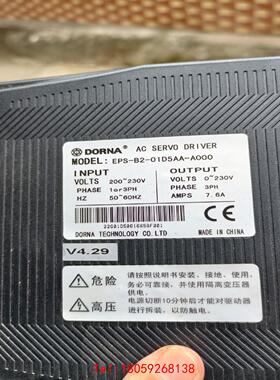 DORNA AC SERVO DRIVER
MODEL: EPS-B2-01D5AA-A000
INPUT OUTPUT
VOLTS 200~230V VOLTS 0~230V
PHASE 1or3PH PHASE 3PH
HZ 50~60HZ AMPS 7.6A
CE
DORNA TECHNOLOGY CO.LTD
V4.29
危险
高压
请按照说明书安装、接地、使用。
务必可靠接地,并使用隔离变压器
供电。
电源切断10分钟后才能对驱动器
进行拆装,以防触电。
Tel:18059268138